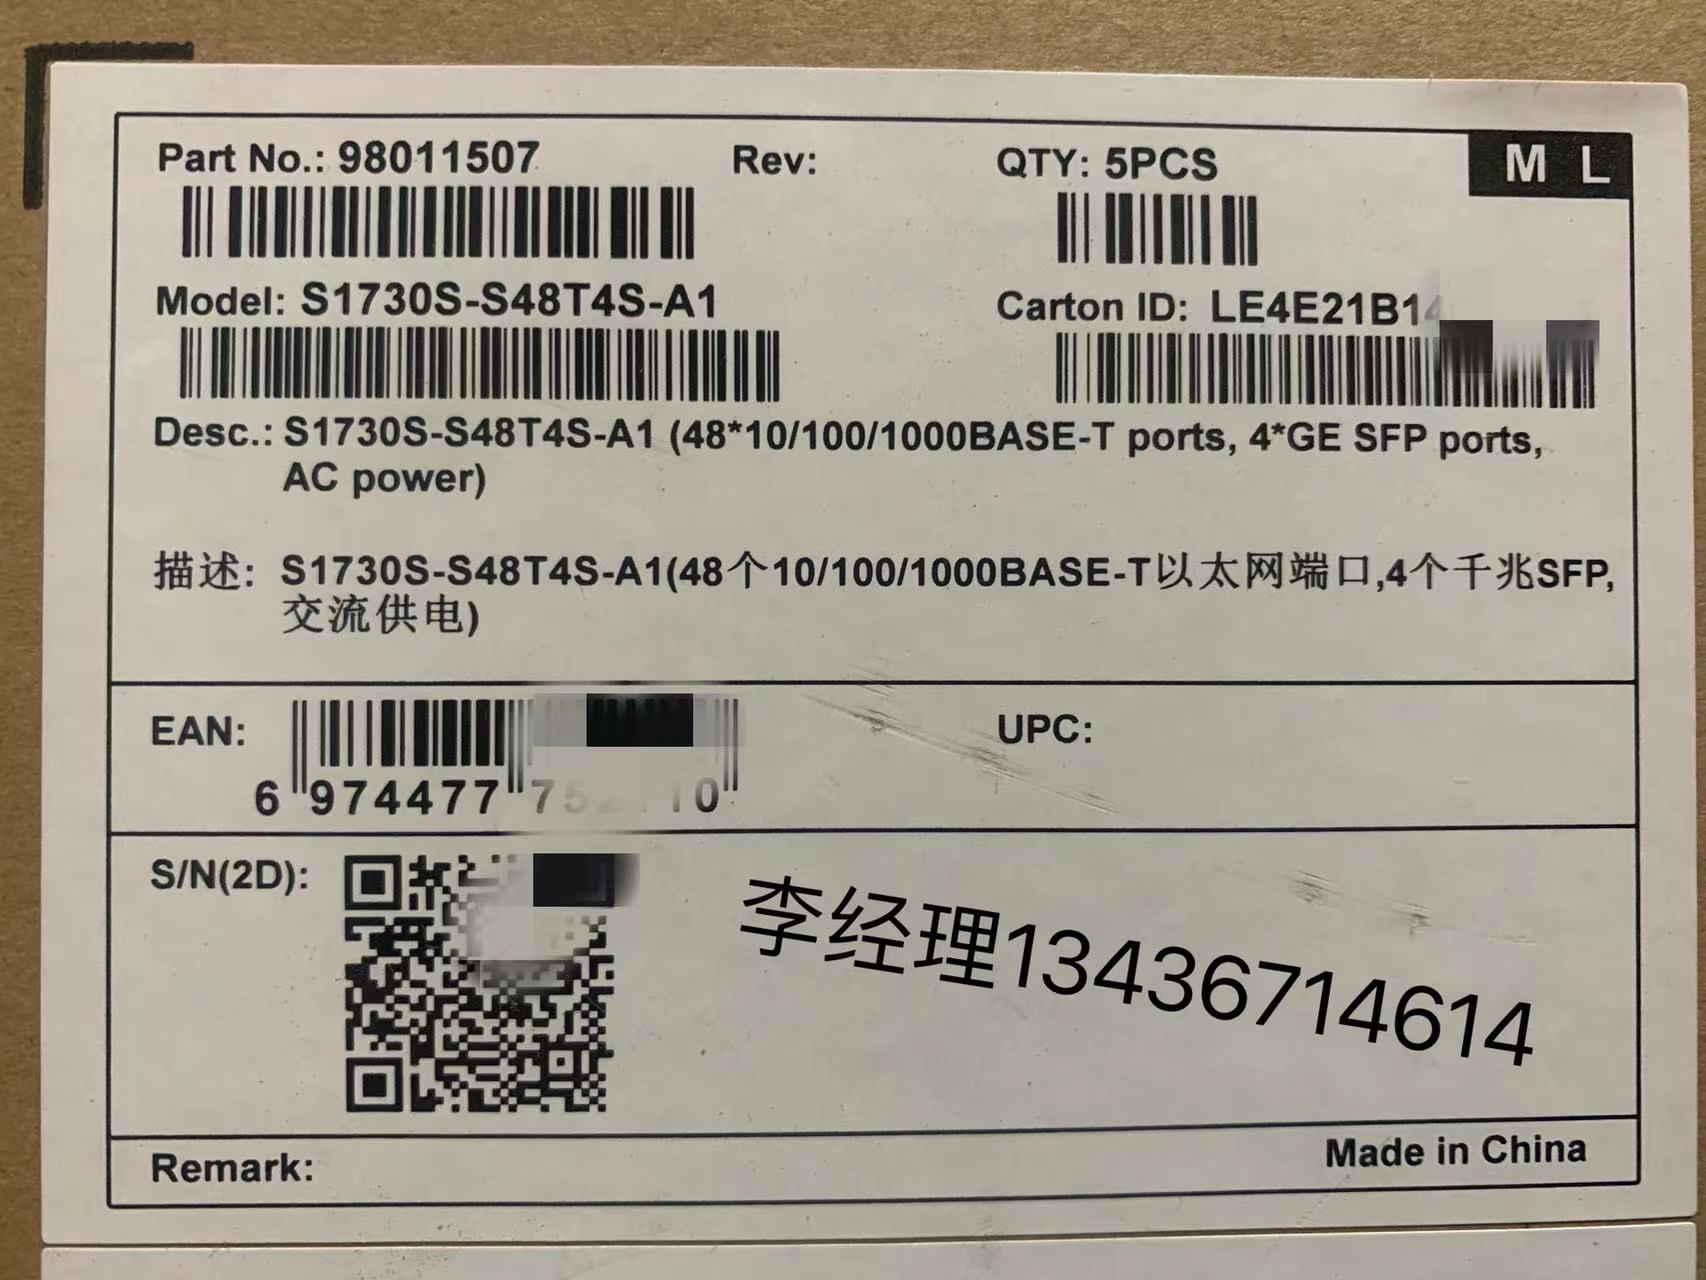 Part No.: 98011507 Rev: QTY: 5PCS M L
Model: S1730S-S48T4S-A1 Carton ID: LE4E21B14
Desc.: S1730S-S48T4S-A1 (48*10/100/1000BASE-T ports, 4*GE SFP ports,
AC power)
描述: S1730S-S48T4S-A1(48个10/100/1000BASE-T以太网端口,4个千兆SFP,
交流供电)
EAN: UPC:
6 974477
S/N(2D):
李经理13436714614
Remark: Made in China